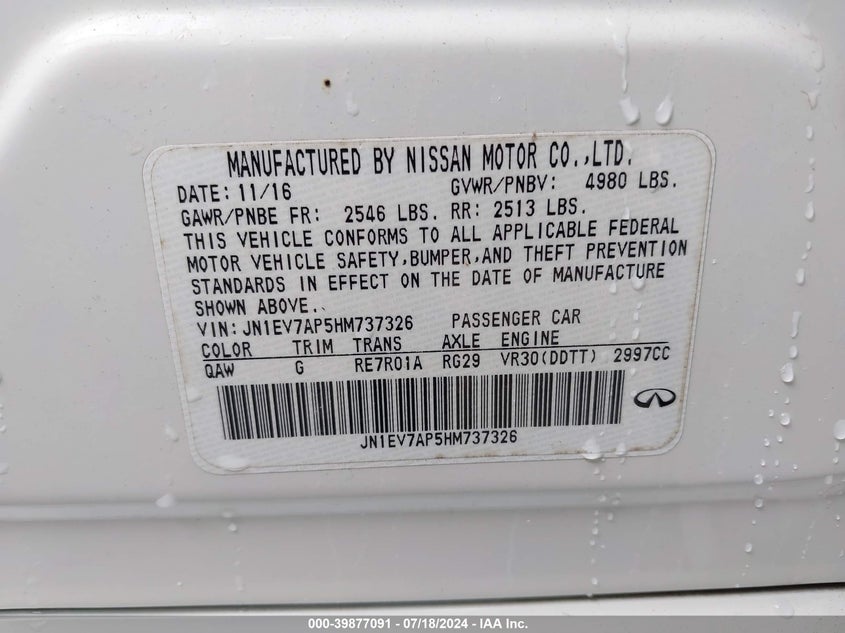 MANUFACTURED BY NISSAN MOTOR CO.,LTD.
DATE: 11/16 GVWR/PNBV: 4980 LBS.
GAWR/PNBE FR: 2546 LBS. RR: 2513 LBS.
THIS VEHICLE CONFORMS TO ALL APPLICABLE FEDERAL
MOTOR VEHICLE SAFETY,BUMPER,AND THEFT PREVENTION
STANDARDS IN EFFECT ON THE DATE OF MANUFACTURE
SHOWN ABOVE.
VIN: JN1EV7AP5HM737326 PASSENGER CAR
COLOR TRIM TRANS AXLE ENGINE
QAW G RE7R01A RG29 VR30(DDTT) 2997CC
JN1EV7AP5HM737326
000-39877091 - 07/18/2024 - IAA Inc.